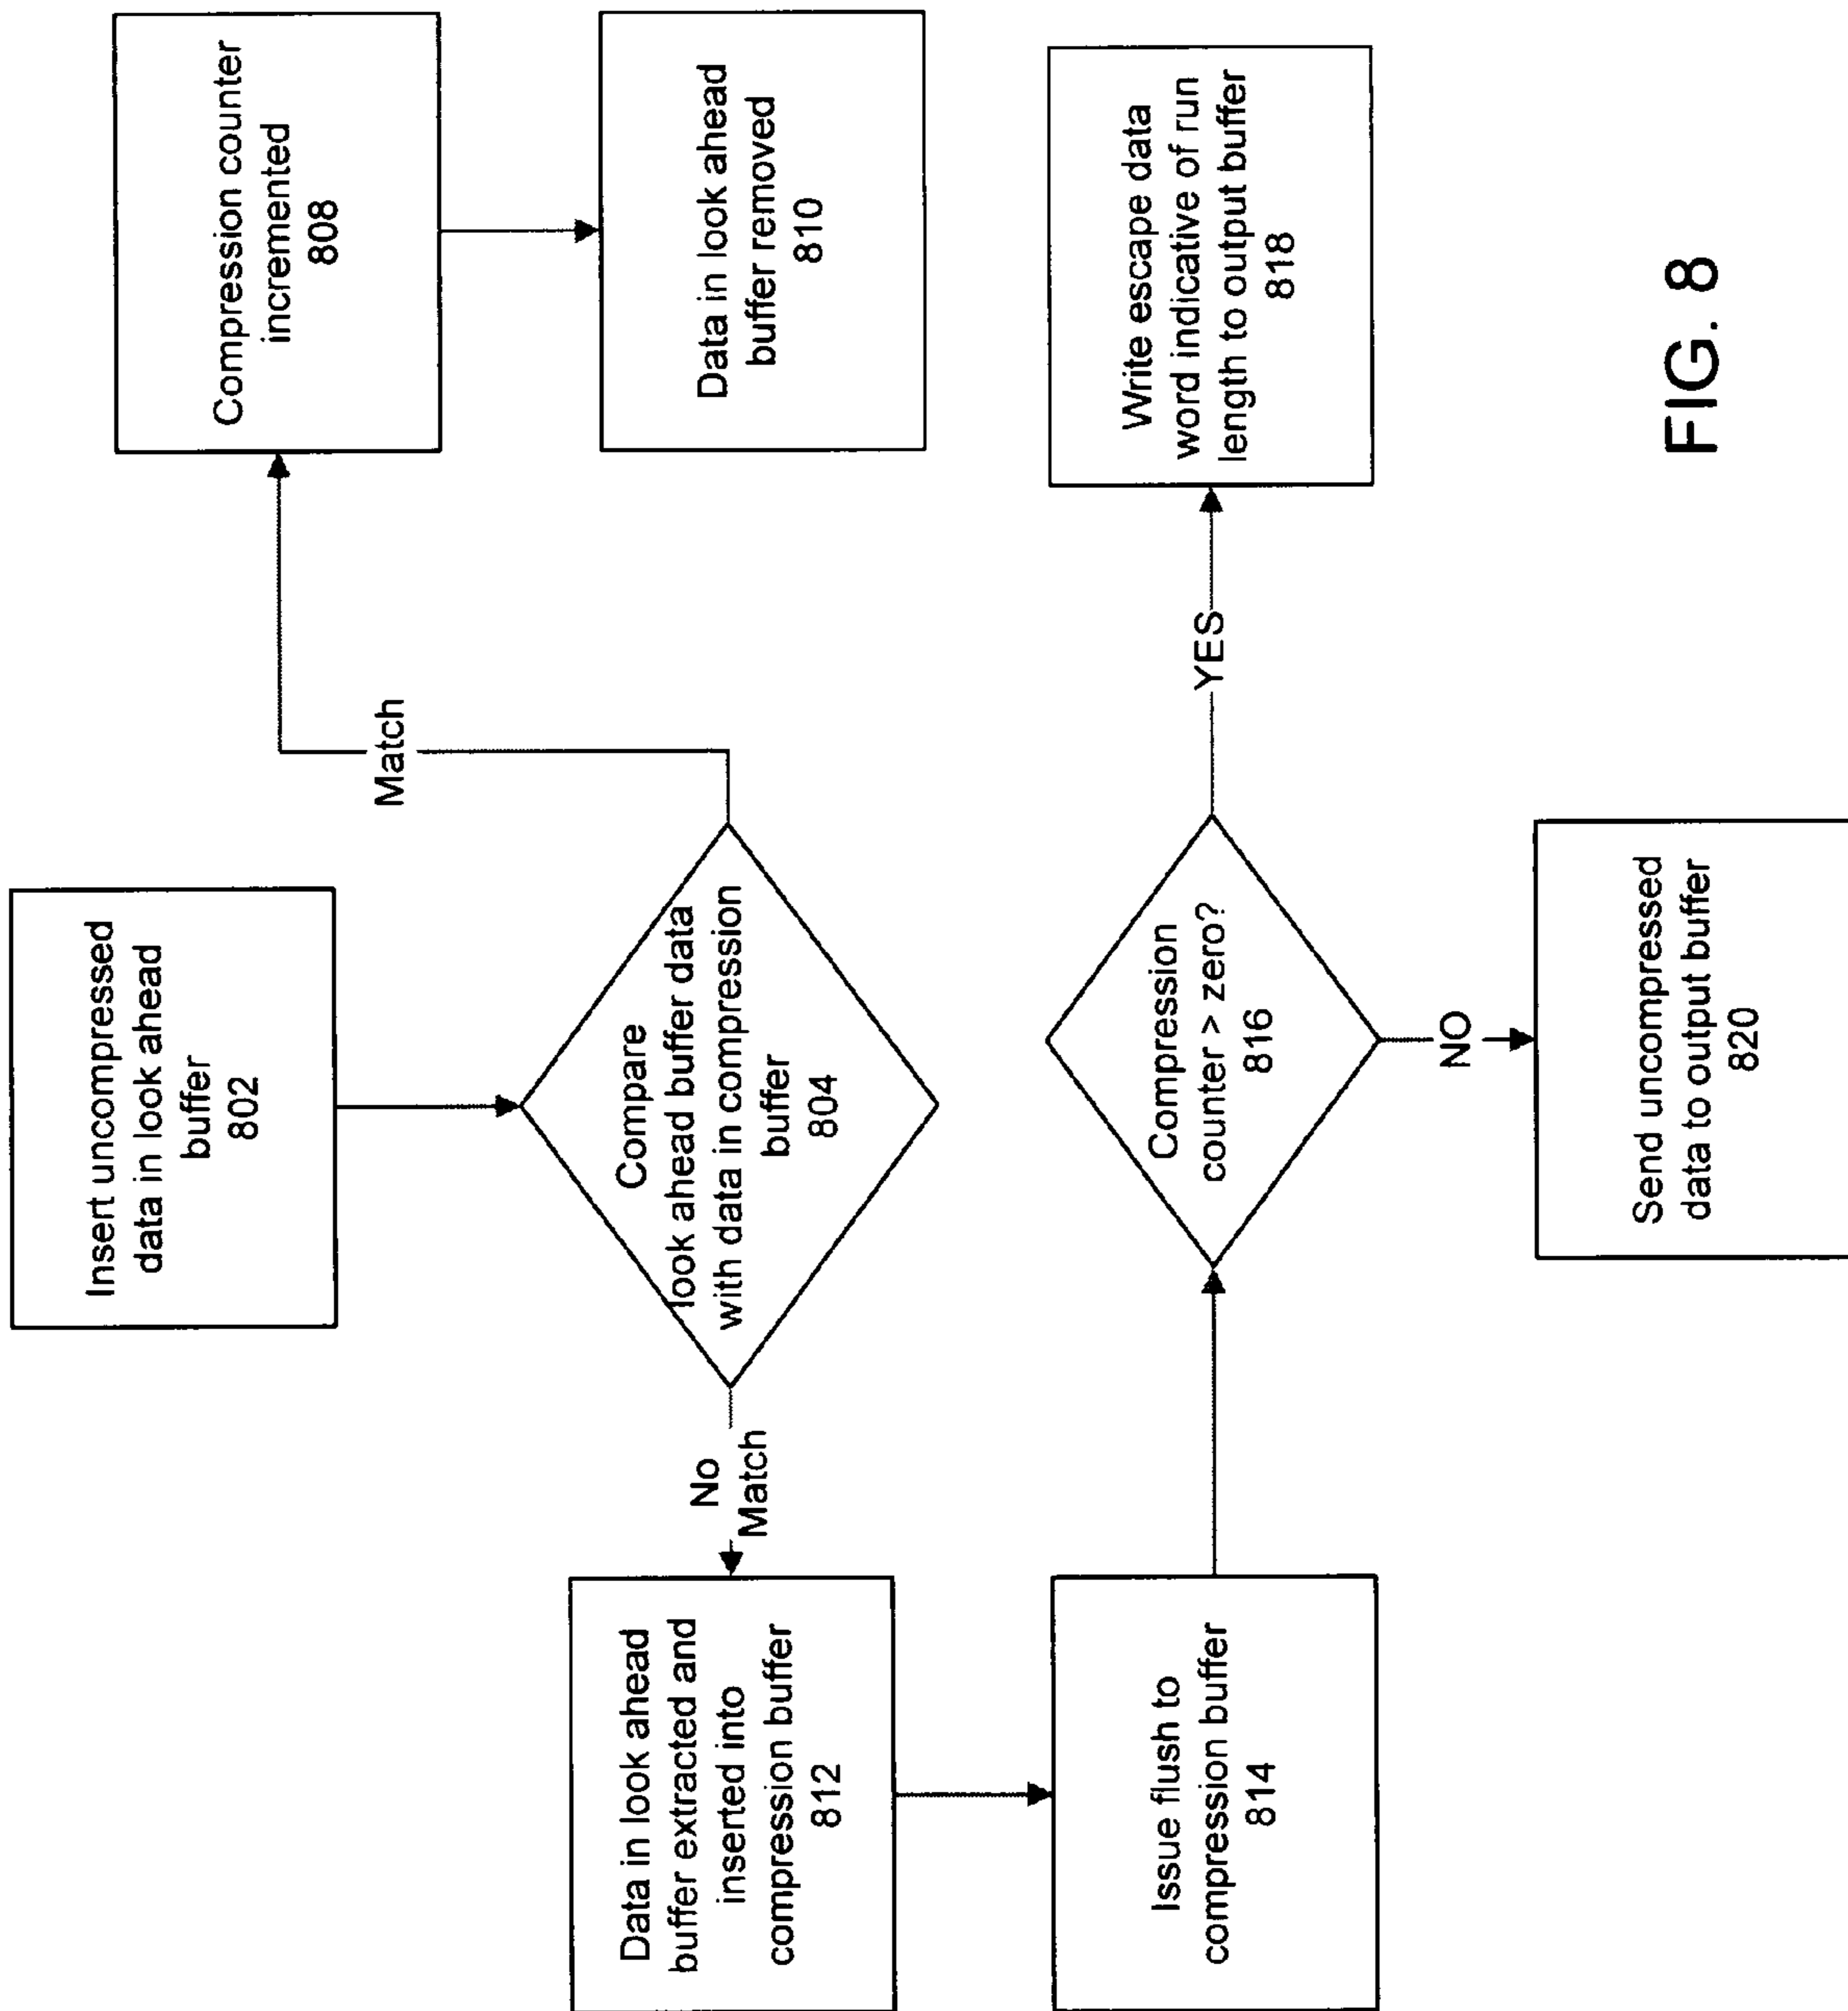 Insert uncompressed
data in look ahead
buffer
802
Compare
look ahead buffer data
with data in compression
buffer
804
Match
Compression counter
incremented
808
Data in look ahead
buffer removed
810
No
Match
Data in look ahead
buffer extracted and
inserted into
compression buffer
812
Issue flush to
compression buffer
814
Compression
counter > zero?
816
YES
Write escape data
word indicative of run
length to output buffer
818
NO
Send uncompressed
data to output buffer
820
FIG. 8